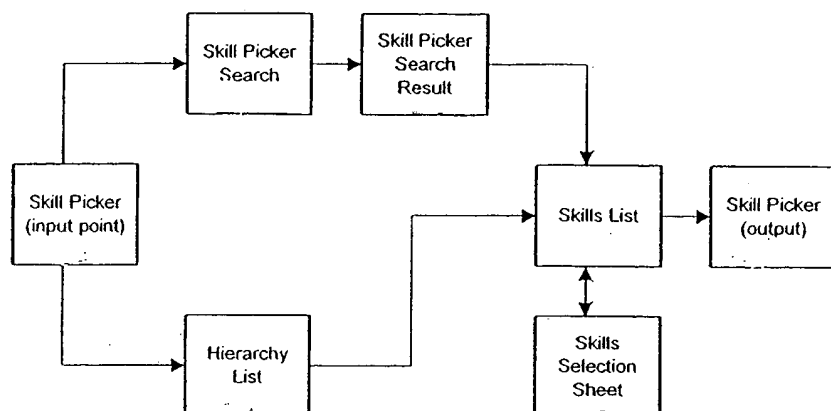 Skill Picker
Search
Skill Picker
Search
Result
Skill Picker
(input point)
Skills List
Skill Picker
(output)
Hierarchy
List
Skills
Selection
Sheet